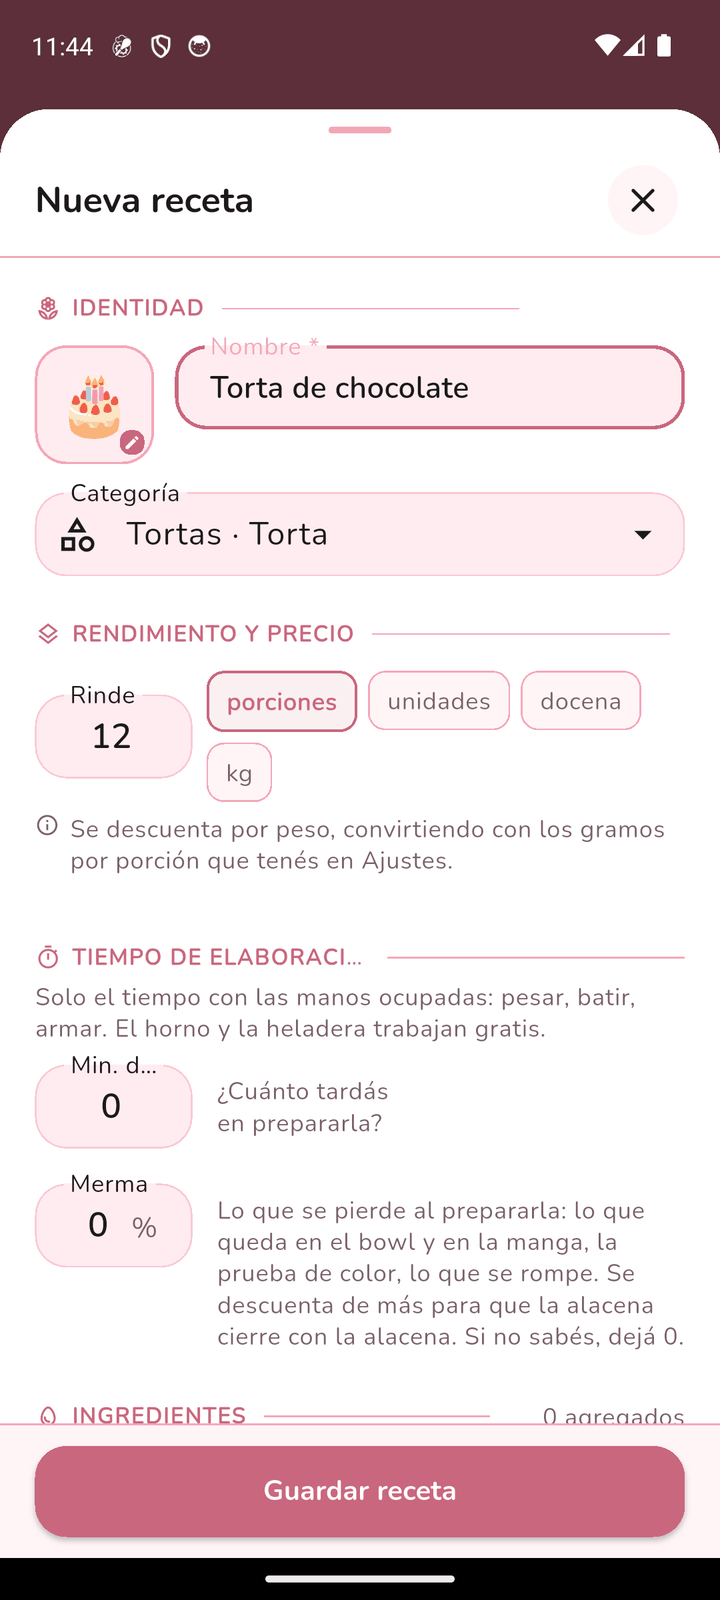 11:44
Nueva receta
IDENTIDAD
Nombre *
Torta de chocolate
Categoría
Tortas · Torta
RENDIMIENTO Y PRECIO
Rinde
12
porciones
unidades
docena
kg
Se descuenta por peso, convirtiendo con los gramos
por porción que tenés en Ajustes.
TIEMPO DE ELABORACI...
Solo el tiempo con las manos ocupadas: pesar, batir,
armar. El horno y la heladera trabajan gratis.
Min. d...
0
¿Cuánto tardás
en prepararla?
Merma
0 %
Lo que se pierde al prepararla: lo que
queda en el bowl y en la manga, la
prueba de color, lo que se rompe. Se
descuenta de más para que la alacena
cierre con la alacena. Si no sabés, dejá 0.
INGREDIENTES
0 agregados
Guardar receta